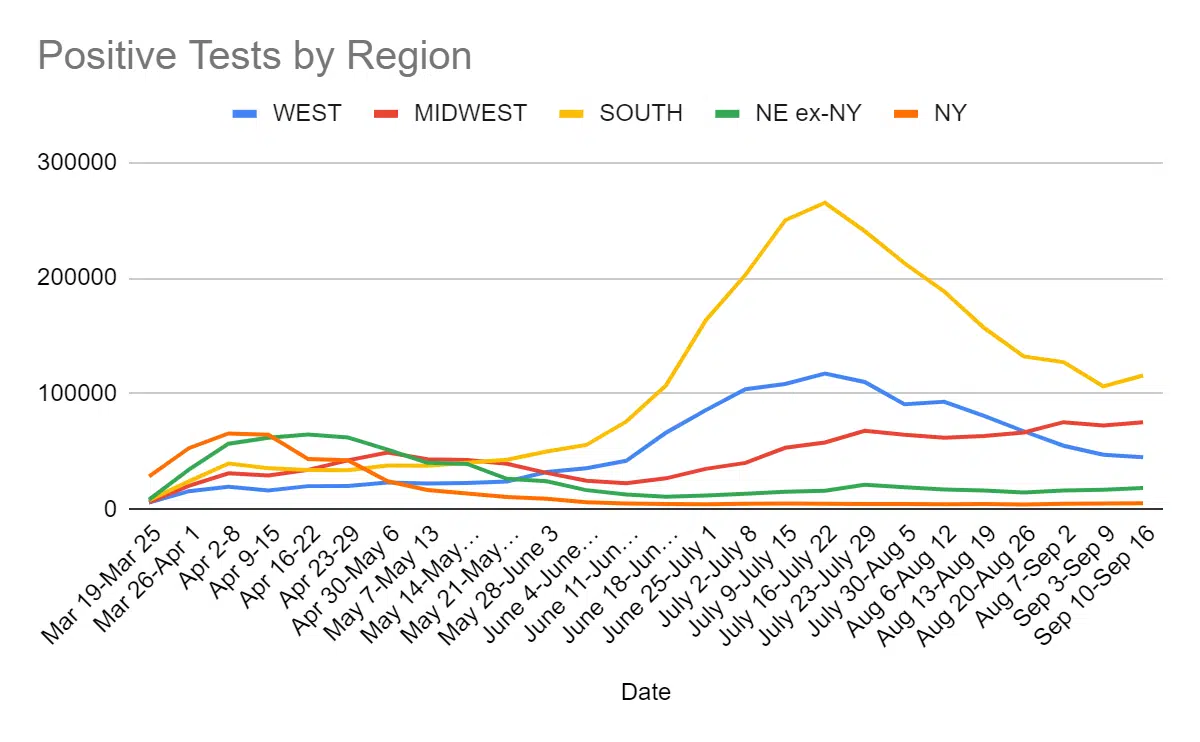 Positive Tests by Region
WEST MIDWEST SOUTH NE ex-NY NY
300000
200000
100000
0
Mar 19-Mar 25
Mar 26-Apr 1
Apr 2-8
Apr 9-15
Apr 16-22
Apr 23-29
Apr 30-May 6
May 7-May 13
May 14-May…
May 21-May…
May 28-June 3
June 4-June…
June 11-Jun…
June 18-Jun…
June 25-July 1
July 2-July 8
July 9-July 15
July 16-July 22
July 23-July 29
July 30-Aug 5
Aug 6-Aug 12
Aug 13-Aug 19
Aug 20-Aug 26
Aug 7-Sep 2
Sep 3-Sep 9
Sep 10-Sep 16
Date